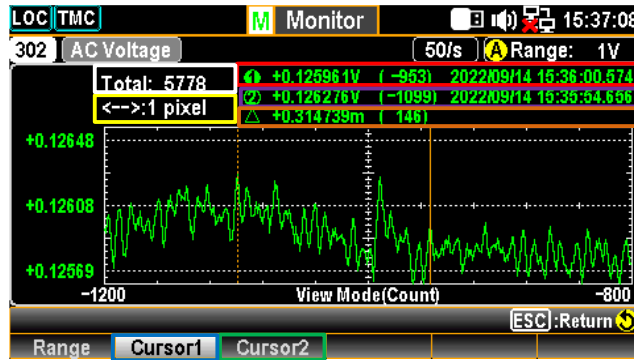 LOC TMC M Monitor 15:37:08
302 AC Voltage 50/s A Range: 1V
Total: 5778 1 +0.125961V ( -953) 2022/09/14 15:36:00.574
<-->:1 pixel 2 +0.126276V (-1099) 2022/09/14 15:35:54.656
△ +0.314739m ( 146)
+0.12648
+0.12608
+0.12569
-1200 View Mode(Count) -800
ESC :Return
Range Cursor1 Cursor2